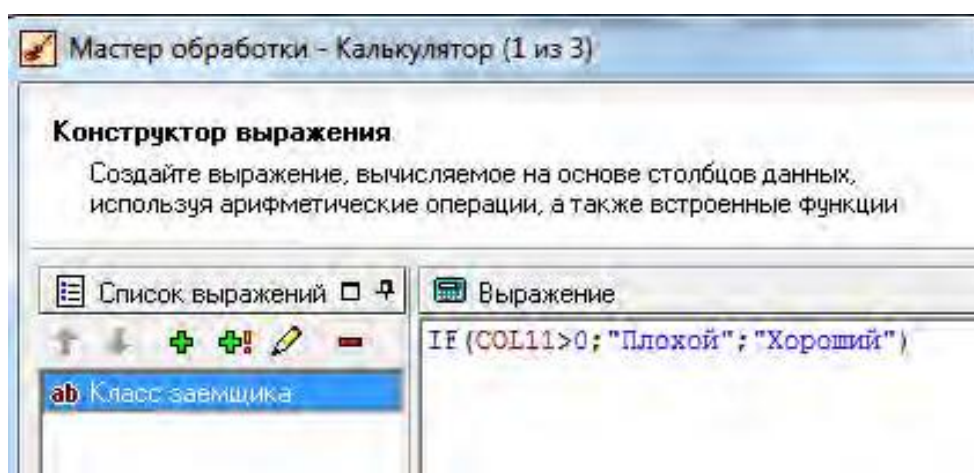 Мастер обработки - Калькулятор (1 из 3)
Конструктор выражения
Создайте выражение, вычисляемое на основе столбцов данных,
используя арифметические операции, а также встроенные функции
Список выражений
Выражение
IF(COL11>0;"Плохой";"Хороший")
ab Класс заемщика